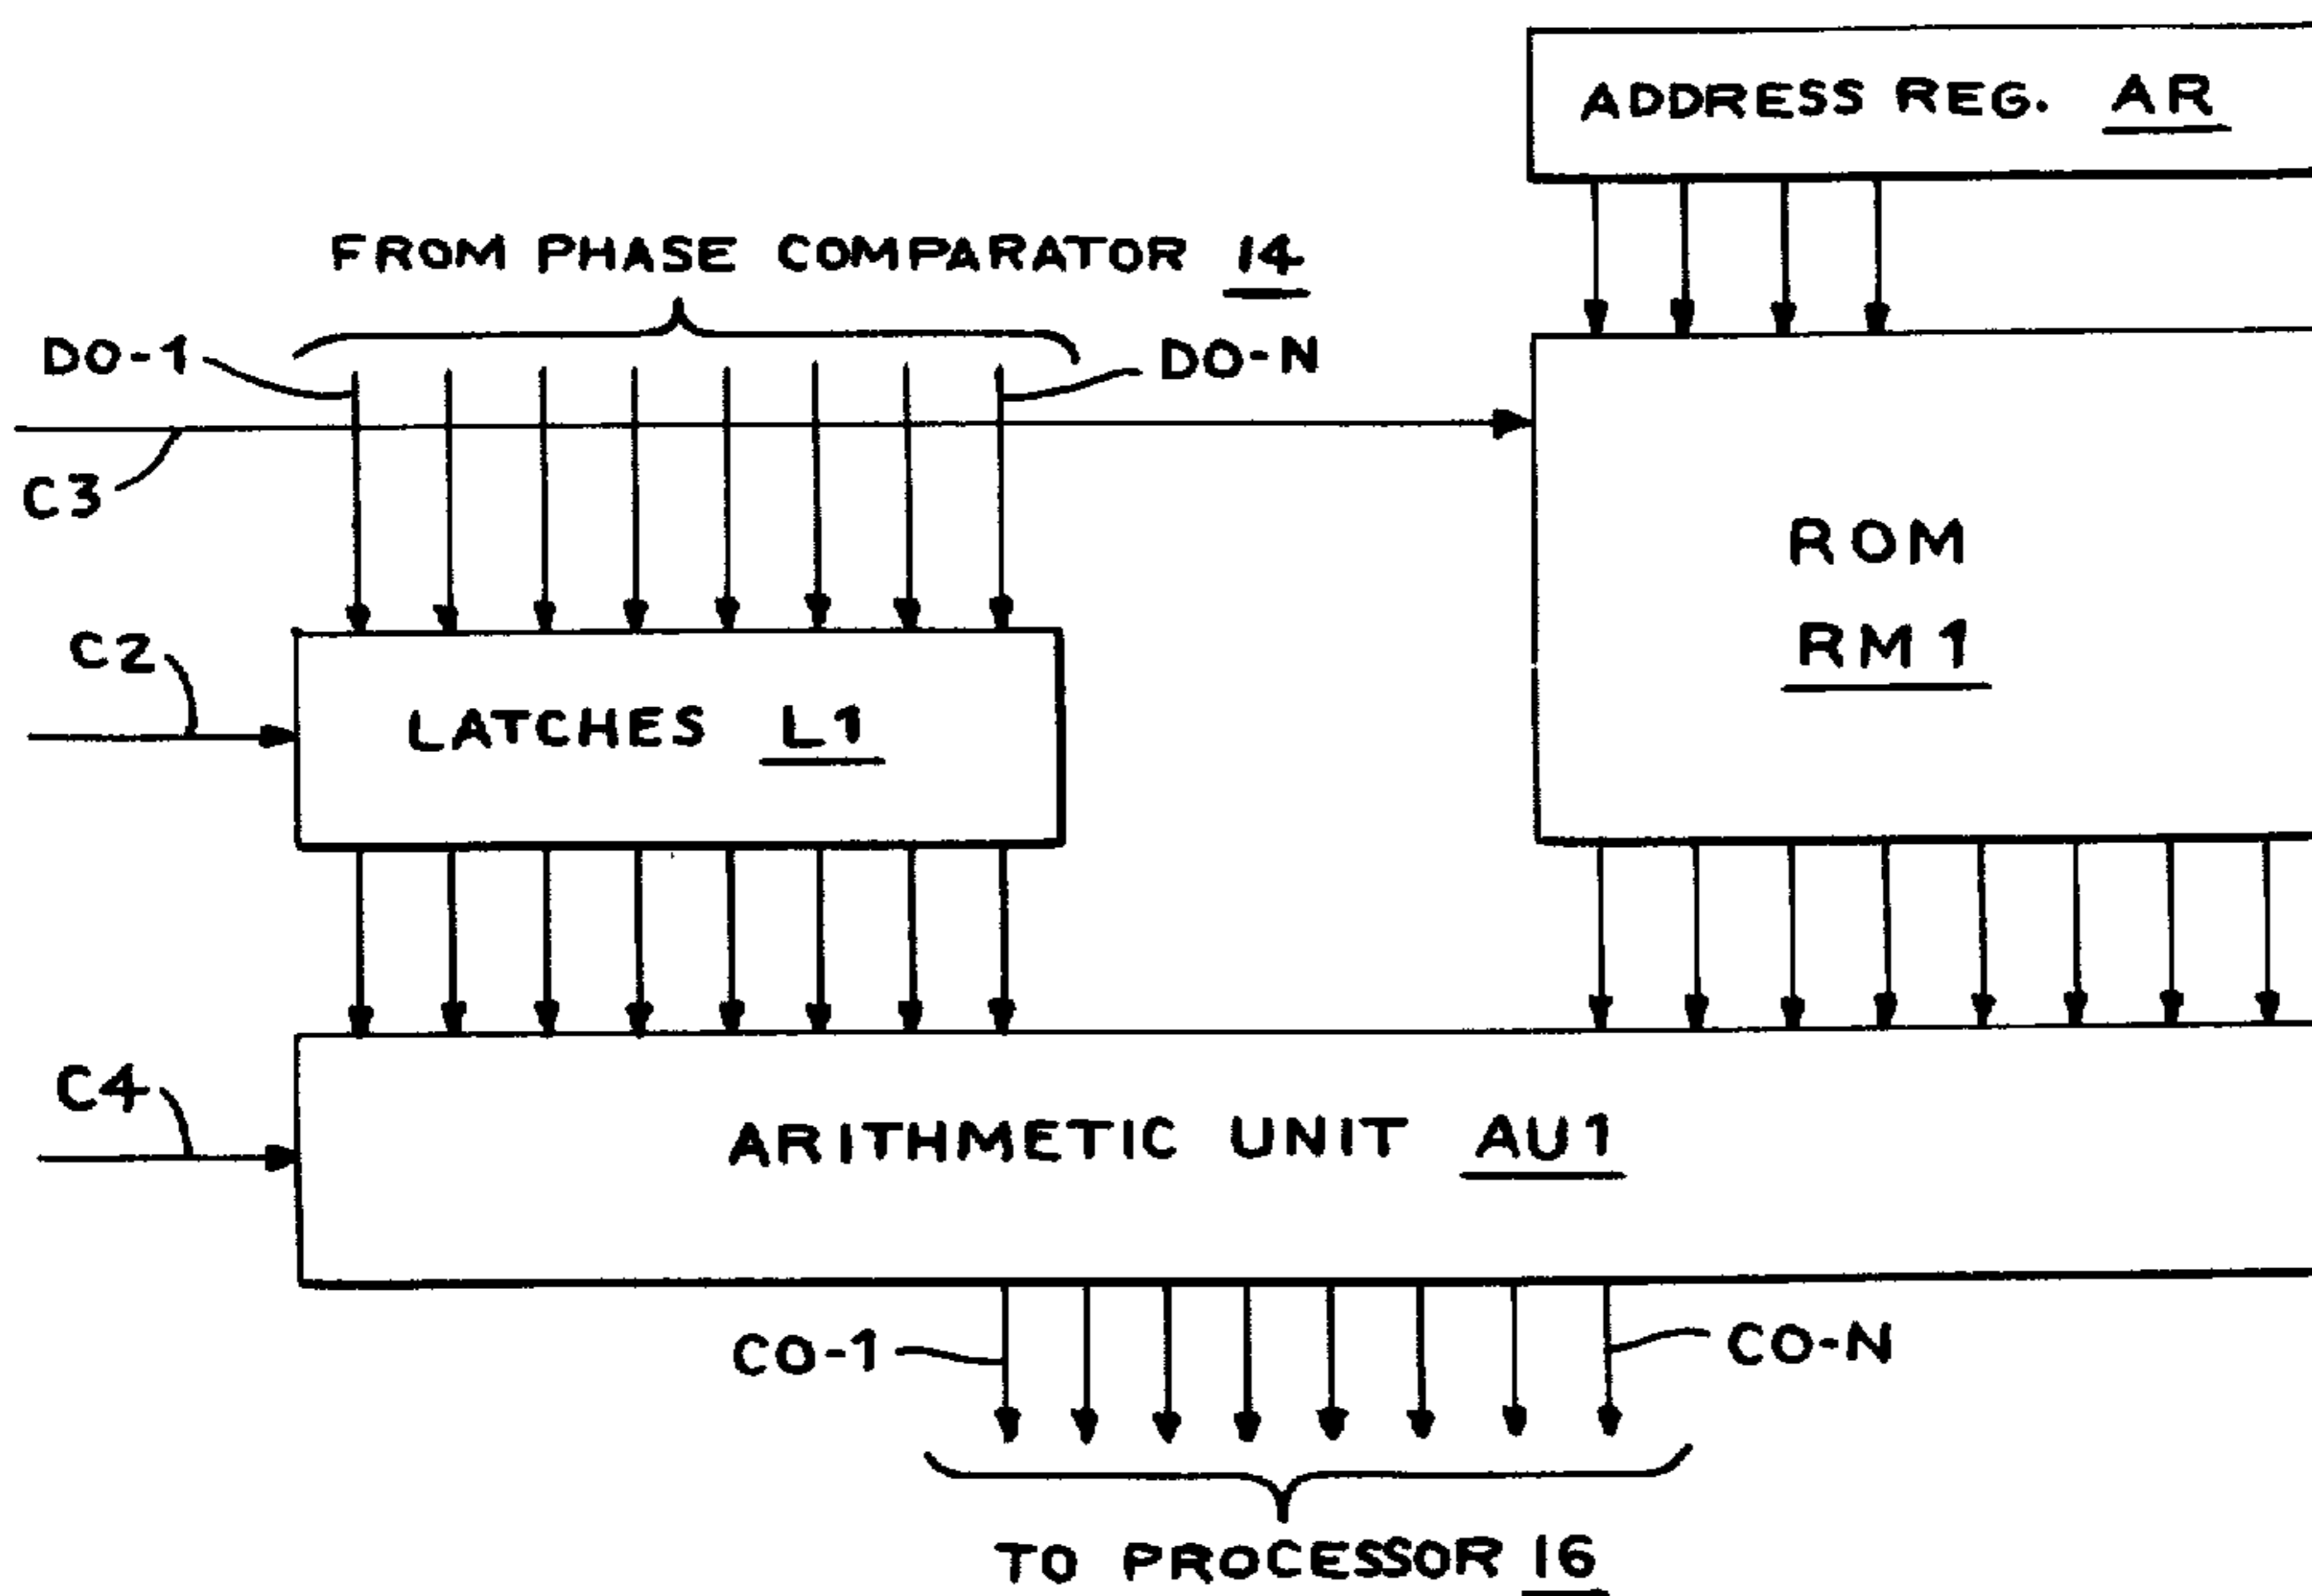 ADDRESS REG. AR
FROM PHASE COMPARATOR 14
DO-1
DO-N
C3
ROM
RM1
C2
LATCHES L1
C4
ARITHMETIC UNIT AU1
CO-1
CO-N
TO PROCESSOR 16